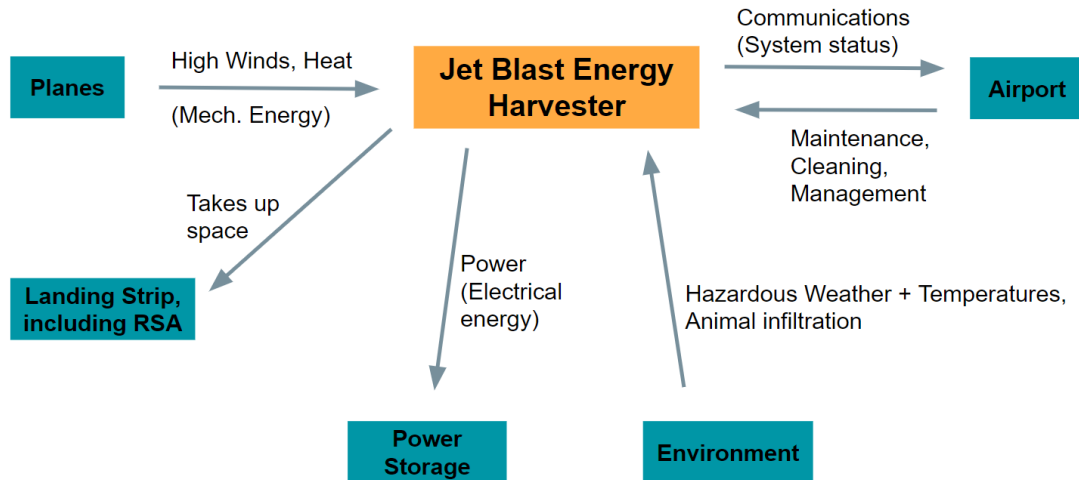 Planes
High Winds, Heat
(Mech. Energy)
Jet Blast Energy
Harvester
Communications
(System status)
Airport
Maintenance,
Cleaning,
Management
Takes up
space
Landing Strip,
including RSA
Power
(Electrical
energy)
Hazardous Weather + Temperatures,
Animal infiltration
Power
Storage
Environment